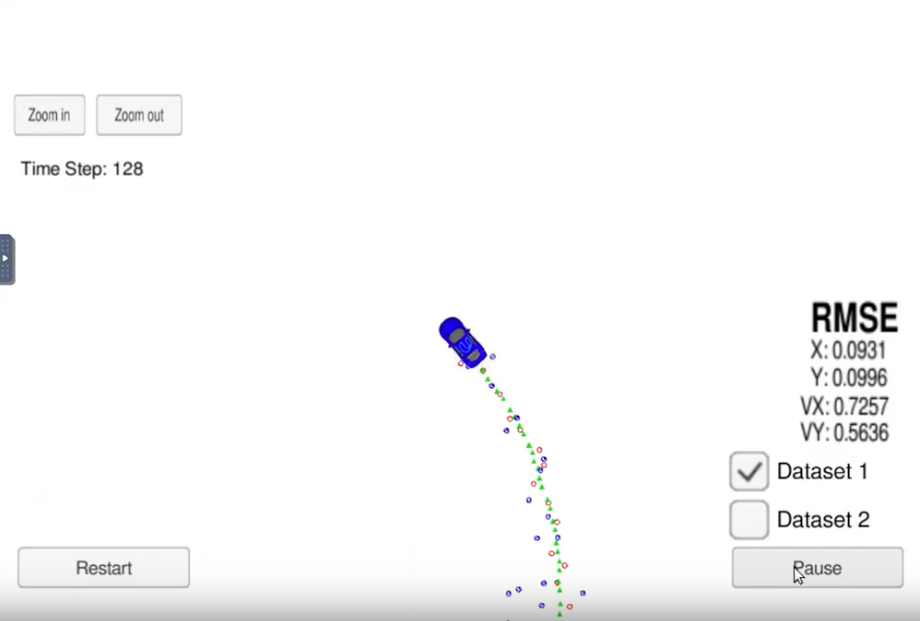 Zoom in
Zoom out
Time Step: 128
RMSE
X: 0.0931
Y: 0.0996
VX: 0.7257
VY: 0.5636
Dataset 1
Dataset 2
Restart
Pause